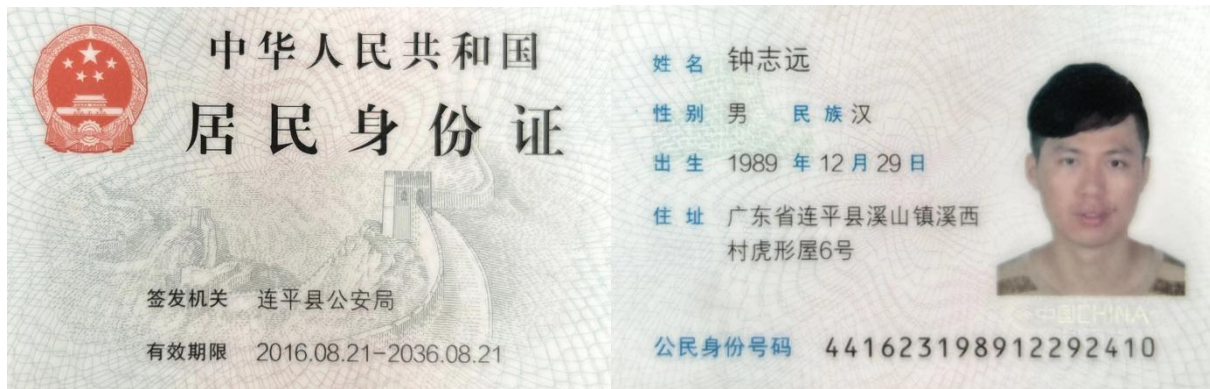 中华人民共和国
居民身份证
签发机关 连平县公安局
有效期限 2016.08.21-2036.08.21
姓名 钟志远
性别 男 民族 汉
出生 1989 年 12 月 29 日
住址 广东省连平县溪山镇溪西
村虎形屋6号
中国CHINA
公民身份号码 441623198912292410